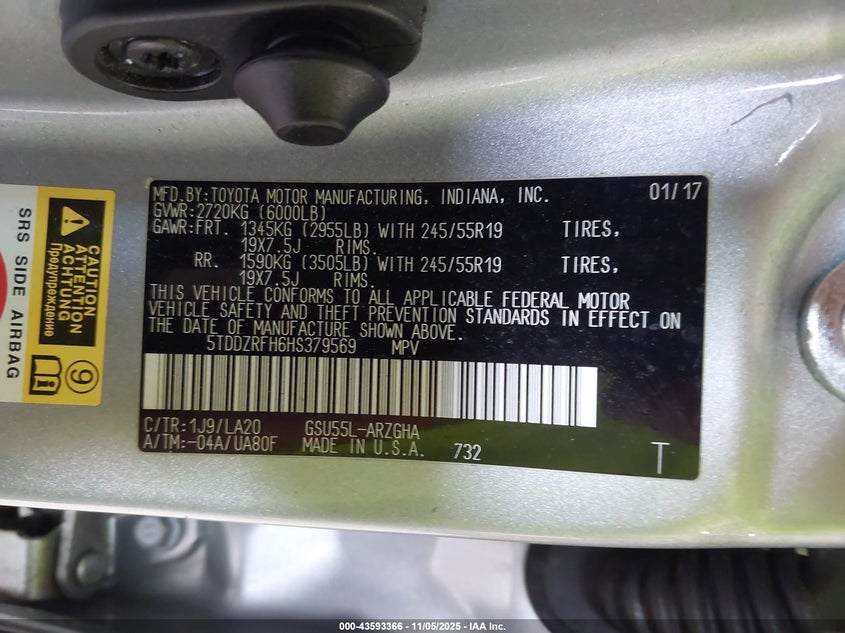 MFD.BY:TOYOTA MOTOR MANUFACTURING, INDIANA, INC. 01/17
GVWR:2720KG (6000LB)
GAWR:FRT. 1345KG (2955LB) WITH 245/55R19 TIRES,
19X7.5J RIMS.
RR. 1590KG (3505LB) WITH 245/55R19 TIRES,
19X7.5J RIMS.
THIS VEHICLE CONFORMS TO ALL APPLICABLE FEDERAL MOTOR
VEHICLE SAFETY AND THEFT PREVENTION STANDARDS IN EFFECT ON
THE DATE OF MANUFACTURE SHOWN ABOVE.
5TDDZRFH6HS379569 MPV
C/TR:1J9/LA20 GSU55L-ARZGHA
A/TM:-04A/UA80F MADE IN U.S.A. 732
T
CAUTION
ATTENTION
ACHTUNG
Предупреждение
9
SRS SIDE AIRBAG
000-43593366 - 11/05/2025 - IAA Inc.